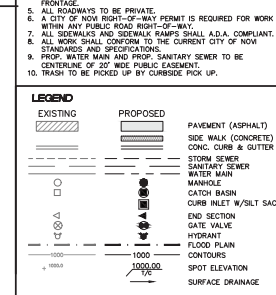 FRONTAGE.
5. ALL ROADWAYS TO BE PRIVATE.
6. A CITY OF NOVI RIGHT-OF-WAY PERMIT IS REQUIRED FOR WORK
WITHIN ANY PUBLIC ROAD RIGHT-OF-WAY.
7. ALL SIDEWALKS AND SIDEWALK RAMPS SHALL A.D.A. COMPLIANT.
8. ALL WORK SHALL CONFORM TO THE CURRENT CITY OF NOVI
STANDARDS AND SPECIFICATIONS.
9. PROP. WATER MAIN AND PROP. SANITARY SEWER TO BE
CENTERLINE OF 20' WIDE PUBLIC EASEMENT.
10. TRASH TO BE PICKED UP BY CURBSIDE PICK UP.
LEGEND
EXISTING PROPOSED
PAVEMENT (ASPHALT)
SIDE WALK (CONCRETE)
CONC. CURB & GUTTER
STORM SEWER
SANITARY SEWER
WATER MAIN
MANHOLE
CATCH BASIN
CURB INLET W/SILT SAC
END SECTION
GATE VALVE
HYDRANT
FLOOD PLAIN
1000 1000 CONTOURS
+ 1000.0 1000.00 T/C SPOT ELEVATION
SURFACE DRAINAGE